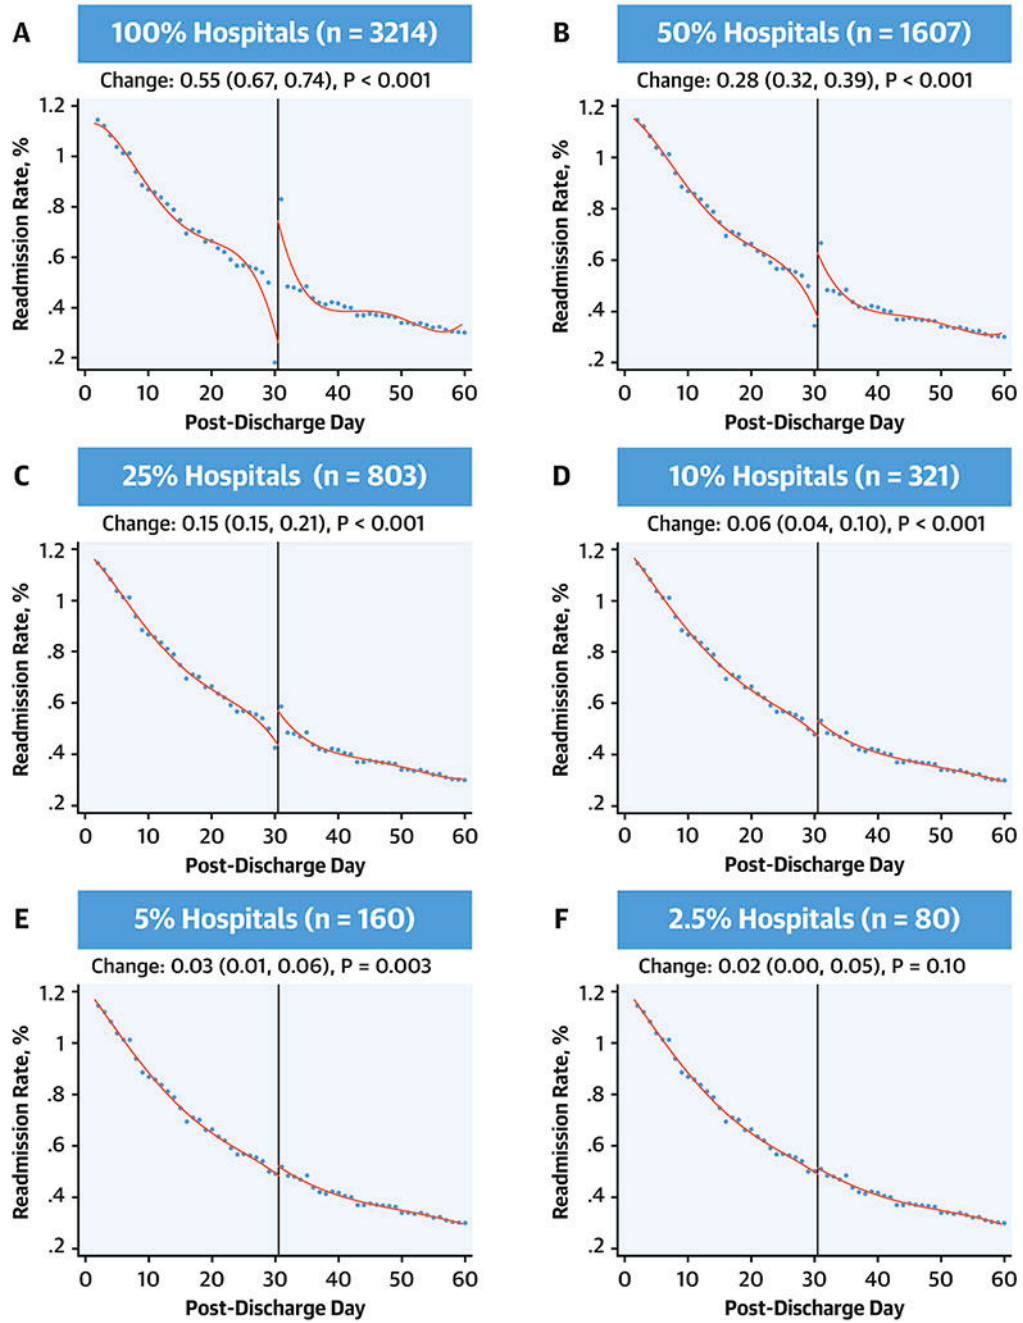 A
100% Hospitals (n = 3214)
Change: 0.55 (0.67, 0.74), P < 0.001
Readmission Rate, %
1.2
1
.8
.6
.4
.2
0 10 20 30 40 50 60
Post-Discharge Day
B
50% Hospitals (n = 1607)
Change: 0.28 (0.32, 0.39), P < 0.001
Readmission Rate, %
1.2
1
.8
.6
.4
.2
0 10 20 30 40 50 60
Post-Discharge Day
C
25% Hospitals (n = 803)
Change: 0.15 (0.15, 0.21), P < 0.001
Readmission Rate, %
1.2
1
.8
.6
.4
.2
0 10 20 30 40 50 60
Post-Discharge Day
D
10% Hospitals (n = 321)
Change: 0.06 (0.04, 0.10), P < 0.001
Readmission Rate, %
1.2
1
.8
.6
.4
.2
0 10 20 30 40 50 60
Post-Discharge Day
E
5% Hospitals (n = 160)
Change: 0.03 (0.01, 0.06), P = 0.003
Readmission Rate, %
1.2
1
.8
.6
.4
.2
0 10 20 30 40 50 60
Post-Discharge Day
F
2.5% Hospitals (n = 80)
Change: 0.02 (0.00, 0.05), P = 0.10
Readmission Rate, %
1.2
1
.8
.6
.4
.2
0 10 20 30 40 50 60
Post-Discharge Day